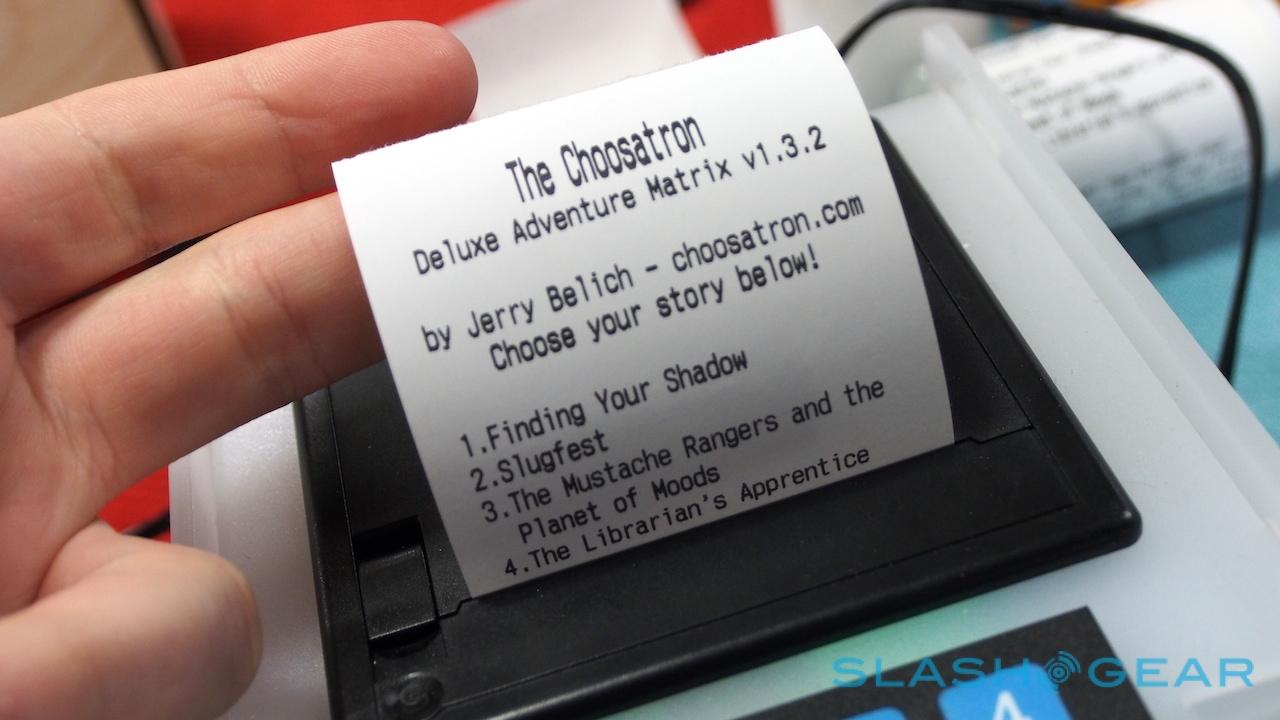 The Choosatron
Deluxe Adventure Matrix v1.3.2
by Jerry Belich - choosatron.com
Choose your story below!
1.Finding Your Shadow
2.Slugfest
3.The Mustache Rangers and the
Planet of Moods
4.The Librarian's Apprentice
4
SLASHGEAR